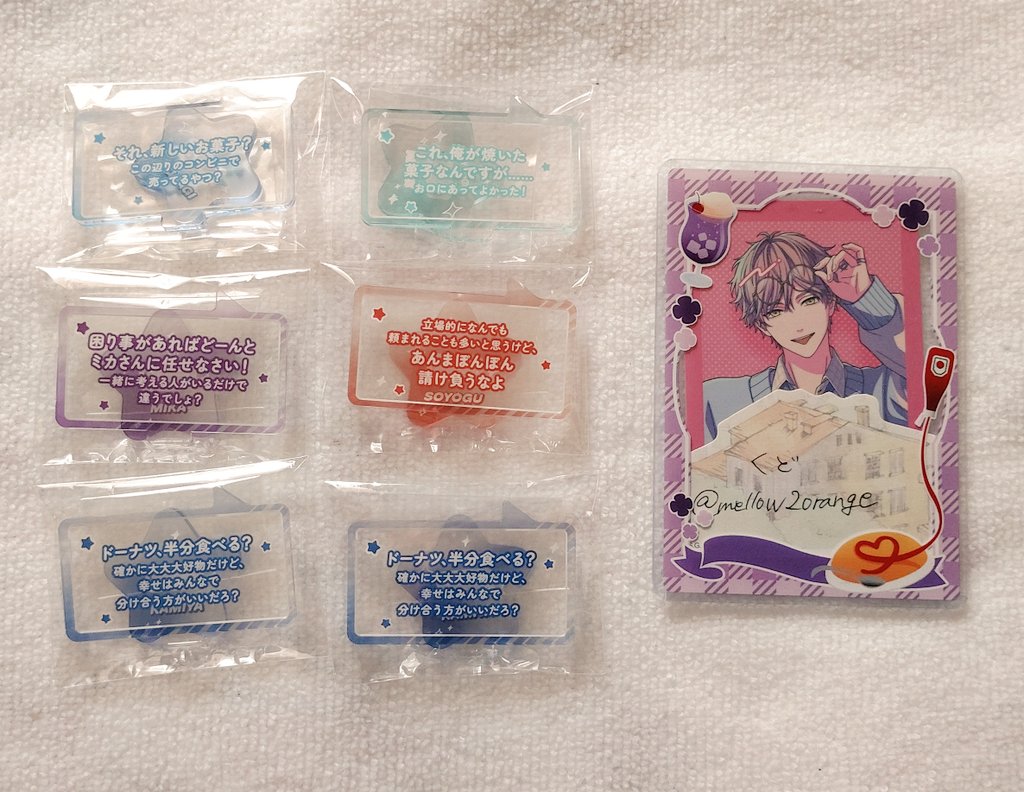 それ、新しいお菓子?
この辺りのコンビニで
売ってるやつ?
これ、俺が焼いた
菓子なんですが……
お口にあってよかった!
困り事があればどーんと
ミカさんに任せなさい!
一緒に考える人がいるだけで
違うでしょ?
MIKA
立場的になんでも
頼まれることも多いと思うけど、
あんまぽんぽん
請け負うなよ
SOYOGU
ドーナツ、半分食べる?
確かに大大大好物だけど、
幸せはみんなで
分け合う方がいいだろ?
KAMIYA
ドーナツ、半分食べる?
確かに大大大好物だけど、
幸せはみんなで
分け合う方がいいだろ?
くど
@mellow2orange